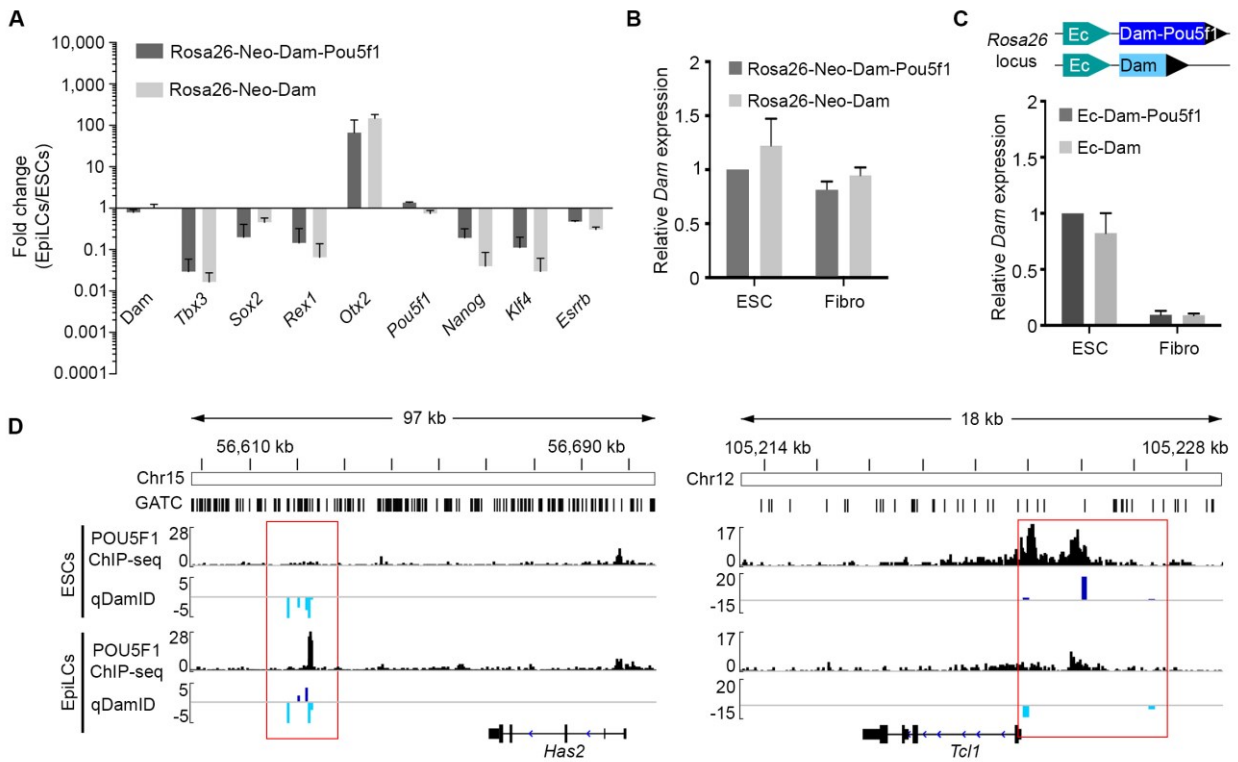 A
10,000
1,000
100
10
1
0.1
0.01
0.001
0.0001
Fold change
(EpiLCs/ESCs)
Rosa26-Neo-Dam-Pou5f1
Rosa26-Neo-Dam
Dam
Tbx3
Sox2
Rex1
Otx2
Pou5f1
Nanog
Klf4
Esrrb
B
2
1.5
1
0.5
0
Relative Dam expression
Rosa26-Neo-Dam-Pou5f1
Rosa26-Neo-Dam
ESC
Fibro
C
Rosa26
locus
Ec
Dam-Pou5f1
Ec
Dam
2
1.5
1
0.5
0
Relative Dam expression
Ec-Dam-Pou5f1
Ec-Dam
ESC
Fibro
D
97 kb
56,610 kb
56,690 kb
Chr15
GATC
ESCs
POU5F1
ChIP-seq
28
0
qDamID
5
-5
EpiLCs
POU5F1
ChIP-seq
28
0
qDamID
5
-5
Has2
18 kb
105,214 kb
105,228 kb
Chr12
17
0
20
-15
17
0
20
-15
Tcl1